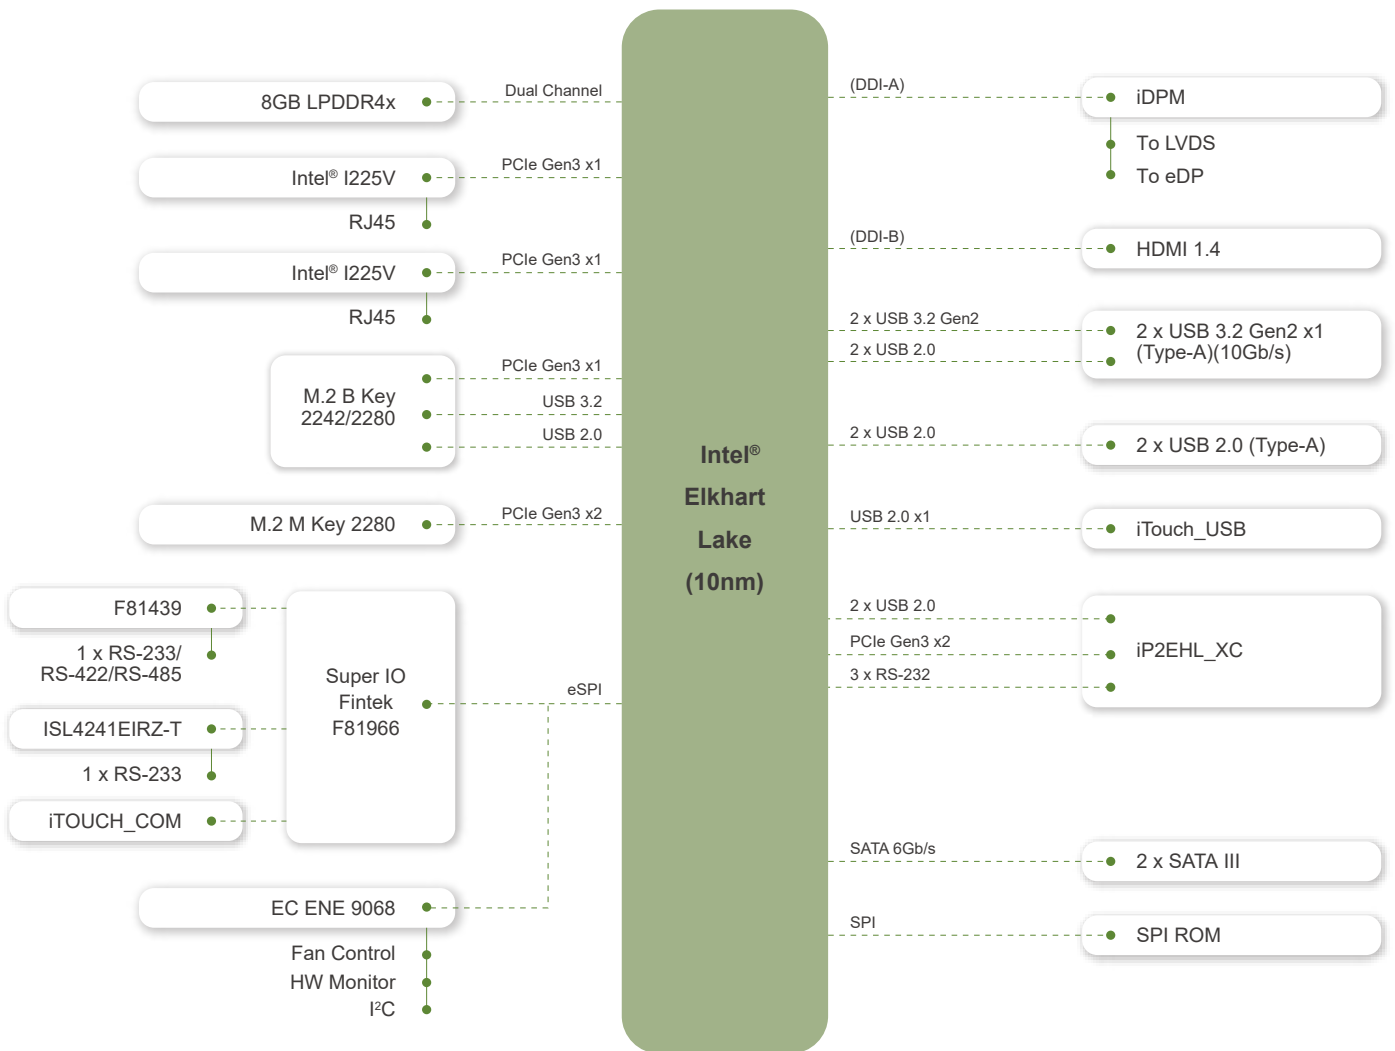 Dual Channel
8GB LPDDR4x
PCIe Gen3 x1
Intel® I225V
RJ45
PCIe Gen3 x1
Intel® I225V
RJ45
PCIe Gen3 x1
M.2 B Key
2242/2280
USB 3.2
USB 2.0
PCIe Gen3 x2
M.2 M Key 2280
F81439
1 x RS-233/
RS-422/RS-485
ISL4241EIRZ-T
1 x RS-233
iTOUCH_COM
Super IO
Fintek
F81966
eSPI
EC ENE 9068
Fan Control
HW Monitor
I²C
Intel®
Elkhart
Lake
(10nm)
(DDI-A)
iDPM
To LVDS
To eDP
(DDI-B)
HDMI 1.4
2 x USB 3.2 Gen2
2 x USB 2.0
2 x USB 3.2 Gen2 x1
(Type-A)(10Gb/s)
2 x USB 2.0
2 x USB 2.0 (Type-A)
USB 2.0 x1
iTouch_USB
2 x USB 2.0
PCIe Gen3 x2
3 x RS-232
iP2EHL_XC
SATA 6Gb/s
2 x SATA III
SPI
SPI ROM